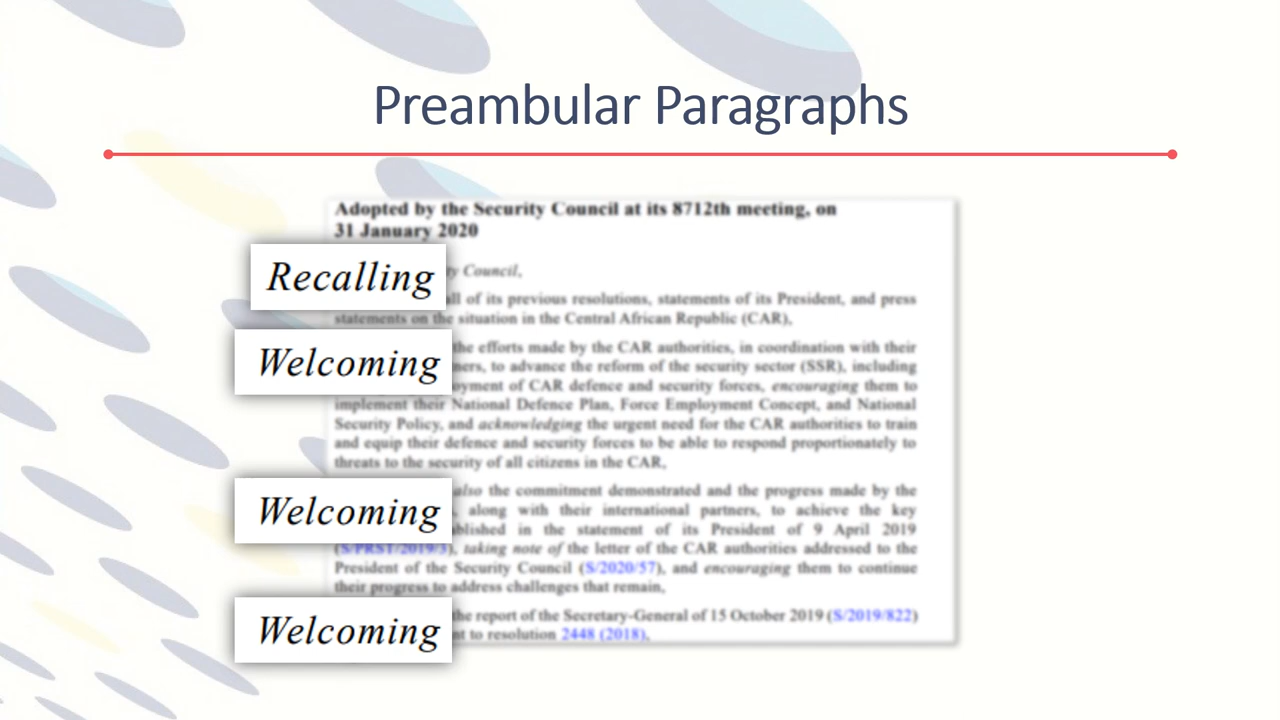 Preambular Paragraphs
Adopted by the Security Council at its 8712th meeting, on
31 January 2020
Recalling
Council,
all of its previous resolutions, statements of its President, and press
statements on the situation in the Central African Republic (CAR),
Welcoming
the efforts made by the CAR authorities, in coordination with their
to advance the reform of the security sector (SSR), including
of CAR defence and security forces, encouraging them to
implement their National Defence Plan, Force Employment Concept, and National
Security Policy, and acknowledging the urgent need for the CAR authorities to train
and equip their defence and security forces to be able to respond proportionately to
threats to the security of all citizens in the CAR,
Welcoming
also the commitment demonstrated and the progress made by the
along with their international partners, to achieve the key
in the statement of its President of 9 April 2019
(S/PRST/2019/3), taking note of the letter of the CAR authorities addressed to the
President of the Security Council (S/2020/57), and encouraging them to continue
their progress to address challenges that remain,
Welcoming
the report of the Secretary-General of 15 October 2019 (S/2019/822)
to resolution 2448 (2018),